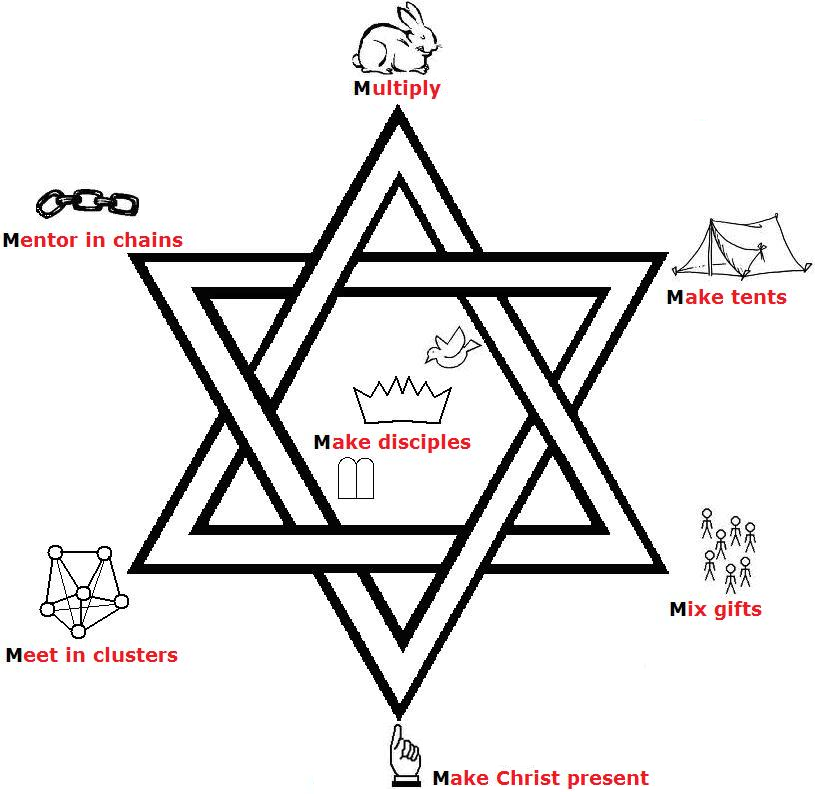 Multiply
Mentor in chains
Make tents
Make disciples
Mix gifts
Meet in clusters
Make Christ present